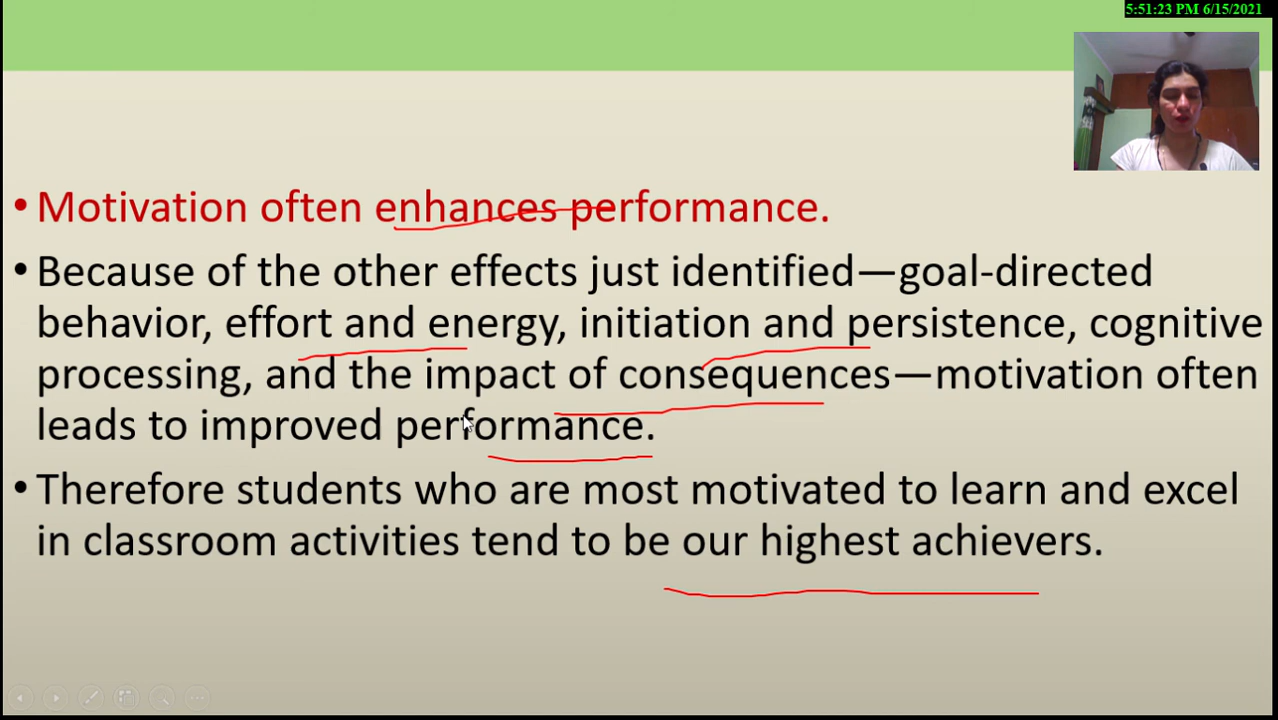 5:51:23 PM 6/15/2021
• Motivation often enhances performance.
• Because of the other effects just identified—goal-directed
behavior, effort and energy, initiation and persistence, cognitive
processing, and the impact of consequences—motivation often
leads to improved performance.
• Therefore students who are most motivated to learn and excel
in classroom activities tend to be our highest achievers.